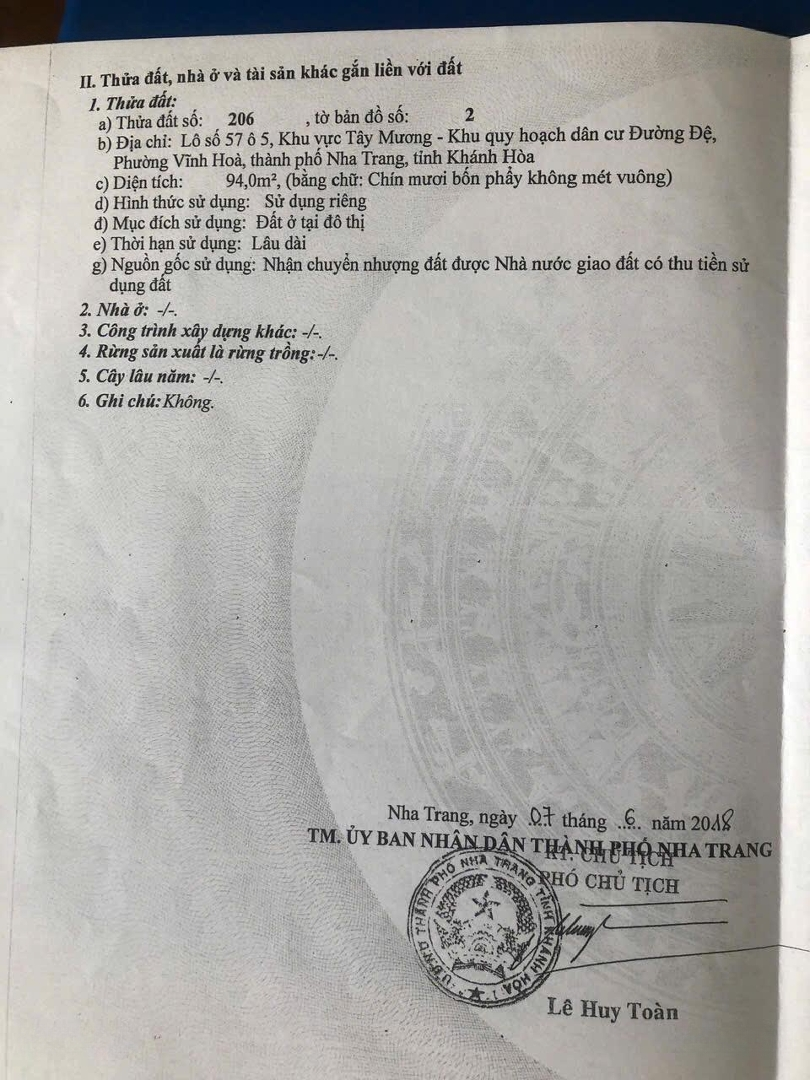 II. Thửa đất, nhà ở và tài sản khác gắn liền với đất
1. Thửa đất:
a) Thửa đất số: 206 , tờ bản đồ số: 2
b) Địa chỉ: Lô số 57 ô 5, Khu vực Tây Mương - Khu quy hoạch dân cư Đường Đệ,
Phường Vĩnh Hoà, thành phố Nha Trang, tỉnh Khánh Hòa
c) Diện tích: 94,0m², (bằng chữ: Chín mươi bốn phẩy không mét vuông)
d) Hình thức sử dụng: Sử dụng riêng
đ) Mục đích sử dụng: Đất ở tại đô thị
e) Thời hạn sử dụng: Lâu dài
g) Nguồn gốc sử dụng: Nhận chuyển nhượng đất được Nhà nước giao đất có thu tiền sử
dụng đất
2. Nhà ở: -/-.
3. Công trình xây dựng khác: -/-.
4. Rừng sản xuất là rừng trồng:-/-.
5. Cây lâu năm: -/-.
6. Ghi chú: Không.
Nha Trang, ngày 07 tháng 6 năm 2018
TM. ỦY BAN NHÂN DÂN THÀNH PHỐ NHA TRANG
KT. CHỦ TỊCH
PHÓ CHỦ TỊCH
U.B.N.D THÀNH PHỐ NHA TRANG TỈNH KHÁNH HÒA
Lê Huy Toàn